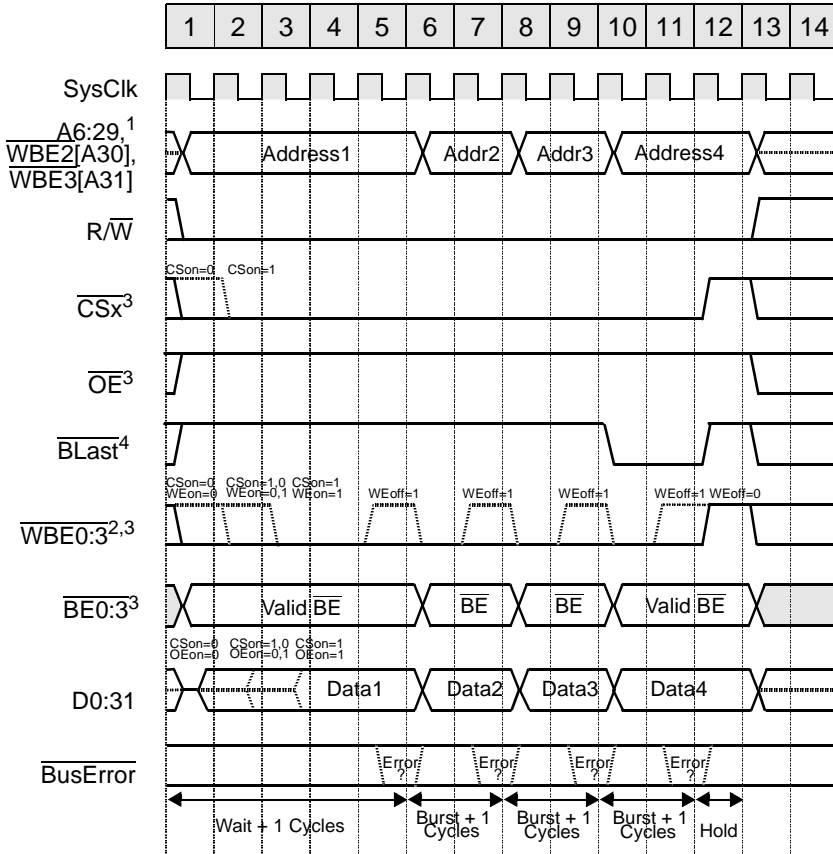 1 2 3 4 5 6 7 8 9 10 11 12 13 14
SysClk
A6:29,1
WBE2[A30],
WBE3[A31]
Address1 Addr2 Addr3 Address4
R/W
CSon=0 CSon=1
CSx3
OE3
BLast4
CSon=0 CSon=1,0 CSon=1
WEon=0 WEon=0,1 WEon=1 WEoff=1 WEoff=1 WEoff=1 WEoff=1 WEoff=0
WBE0:32,3
BE0:33
Valid BE BE BE Valid BE
CSon=0 CSon=1,0 CSon=1
OEon=0 OEon=0,1 OEon=1
D0:31
Data1 Data2 Data3 Data4
BusError
Error? Error? Error? Error?
Wait + 1 Cycles
Burst + 1 Cycles
Burst + 1 Cycles
Burst + 1 Cycles
Hold